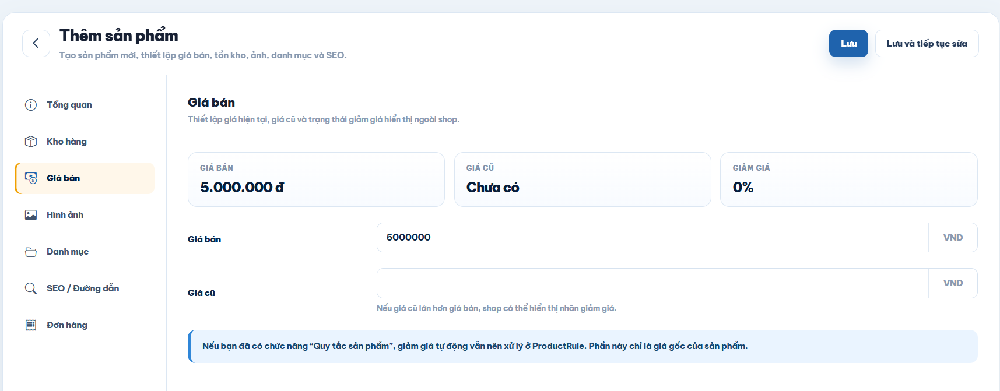 Thêm sản phẩm
Tạo sản phẩm mới, thiết lập giá bán, tồn kho, ảnh, danh mục và SEO.
Lưu
Lưu và tiếp tục sửa
Tổng quan
Kho hàng
Giá bán
Hình ảnh
Danh mục
SEO / Đường dẫn
Đơn hàng
Giá bán
Thiết lập giá hiện tại, giá cũ và trạng thái giảm giá hiển thị ngoài shop.
GIÁ BÁN
5.000.000 đ
GIÁ CŨ
Chưa có
GIẢM GIÁ
0%
Giá bán
5000000
VND
Giá cũ
VND
Nếu giá cũ lớn hơn giá bán, shop có thể hiển thị nhãn giảm giá.
Nếu bạn đã có chức năng “Quy tắc sản phẩm”, giảm giá tự động vẫn nên xử lý ở ProductRule. Phần này chỉ là giá gốc của sản phẩm.